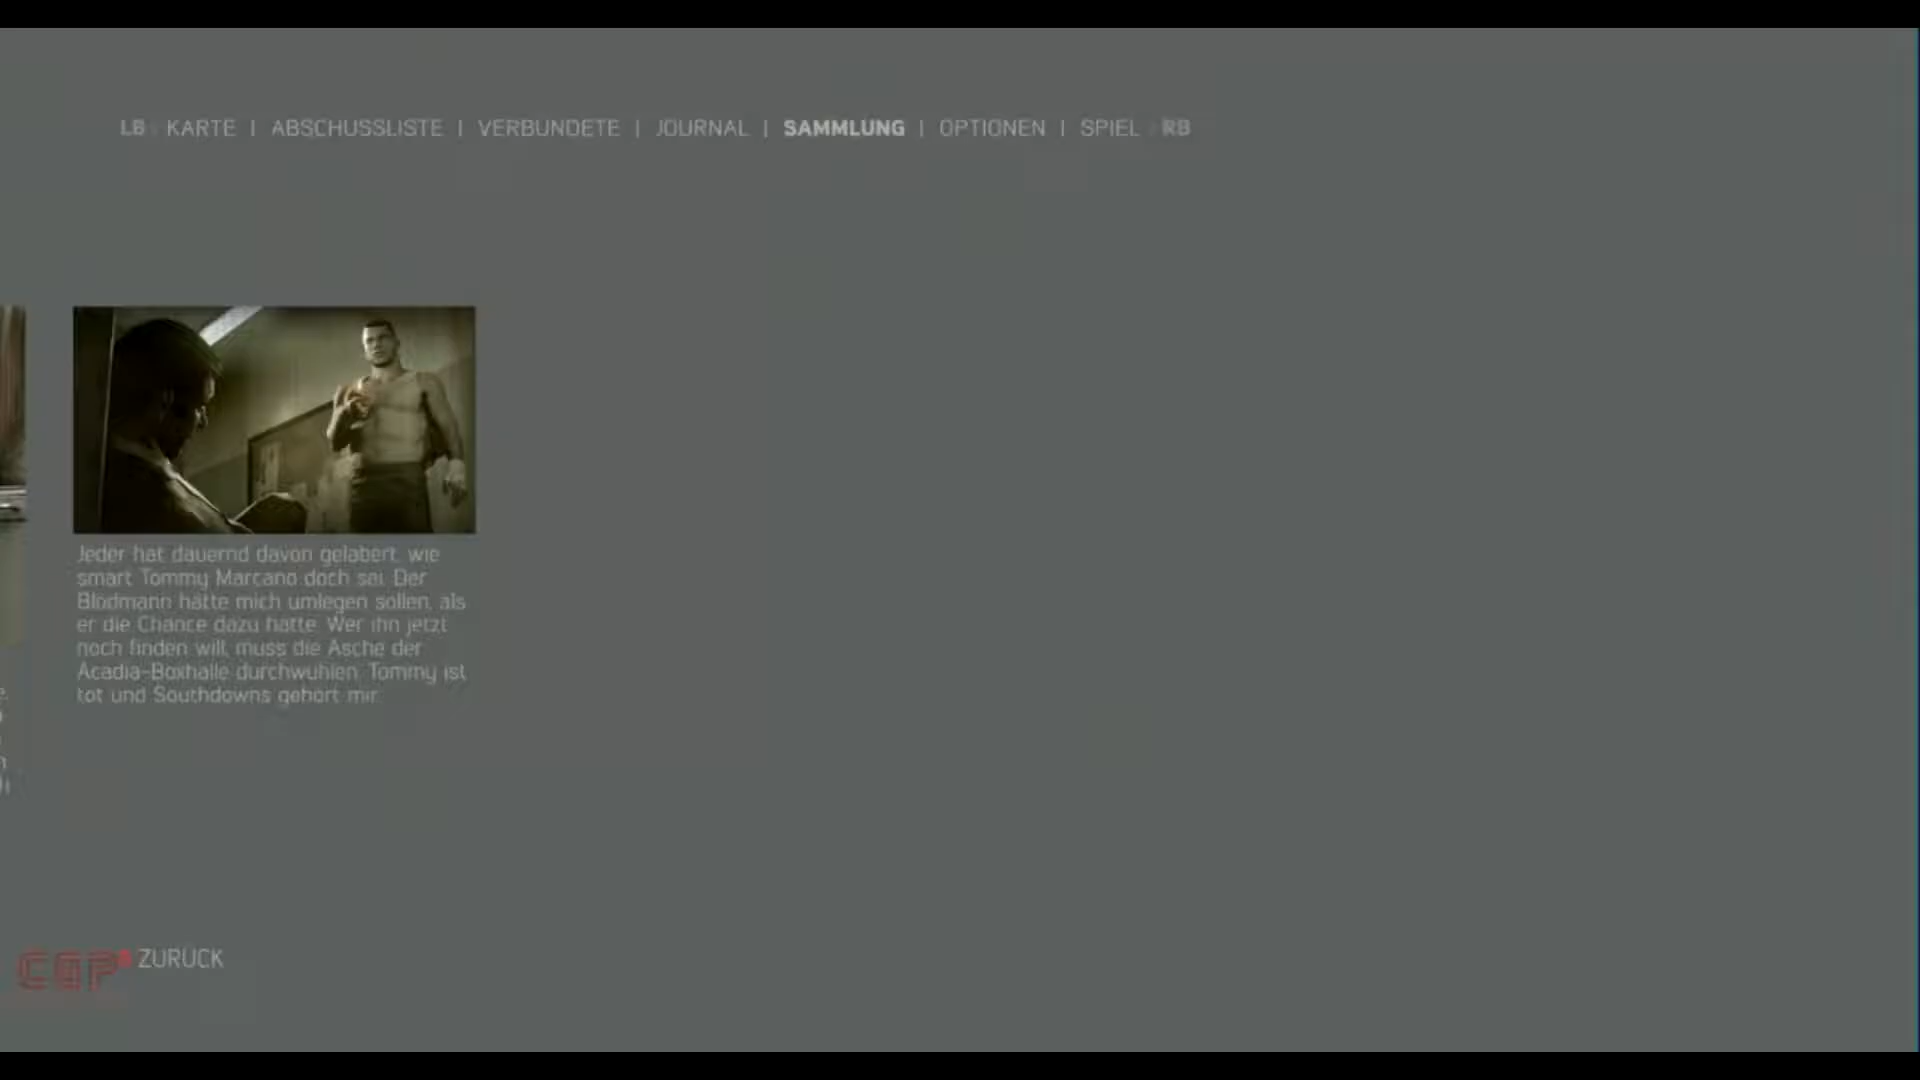 LB KARTE | ABSCHUSSLISTE | VERBÜNDETE | JOURNAL | SAMMLUNG | OPTIONEN | SPIEL RB
Jeder hat dauernd davon gelabert, wie
smart Tommy Marcano doch sei. Der
Blödmann hätte mich umlegen sollen, als
er die Chance dazu hatte. Wer ihn jetzt
noch finden will, muss die Asche der
Acadia-Boxhalle durchwühlen. Tommy ist
tot und Southdowns gehört mir.
CGP
ZURÜCK